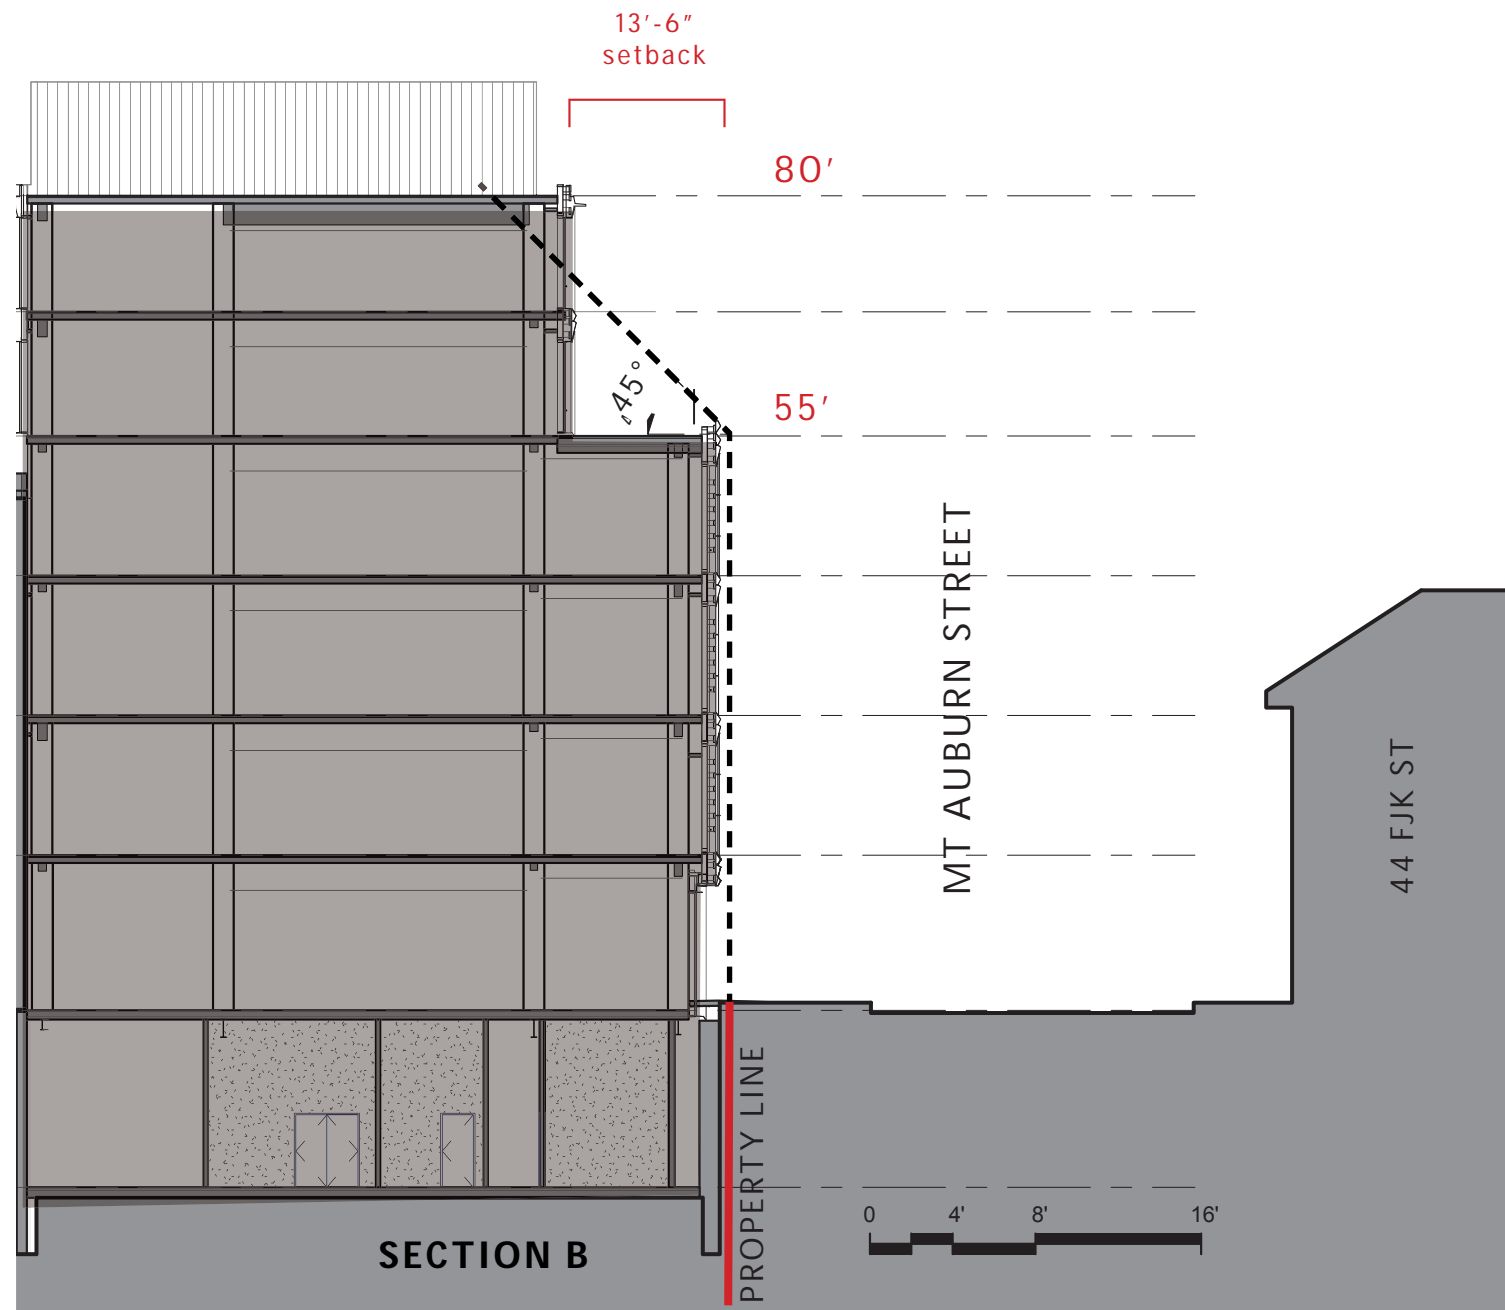 13'-6"
setback
80'
55'
45°
MT AUBURN STREET
44 FJK ST
PROPERTY LINE
0 4' 8' 16'
SECTION B